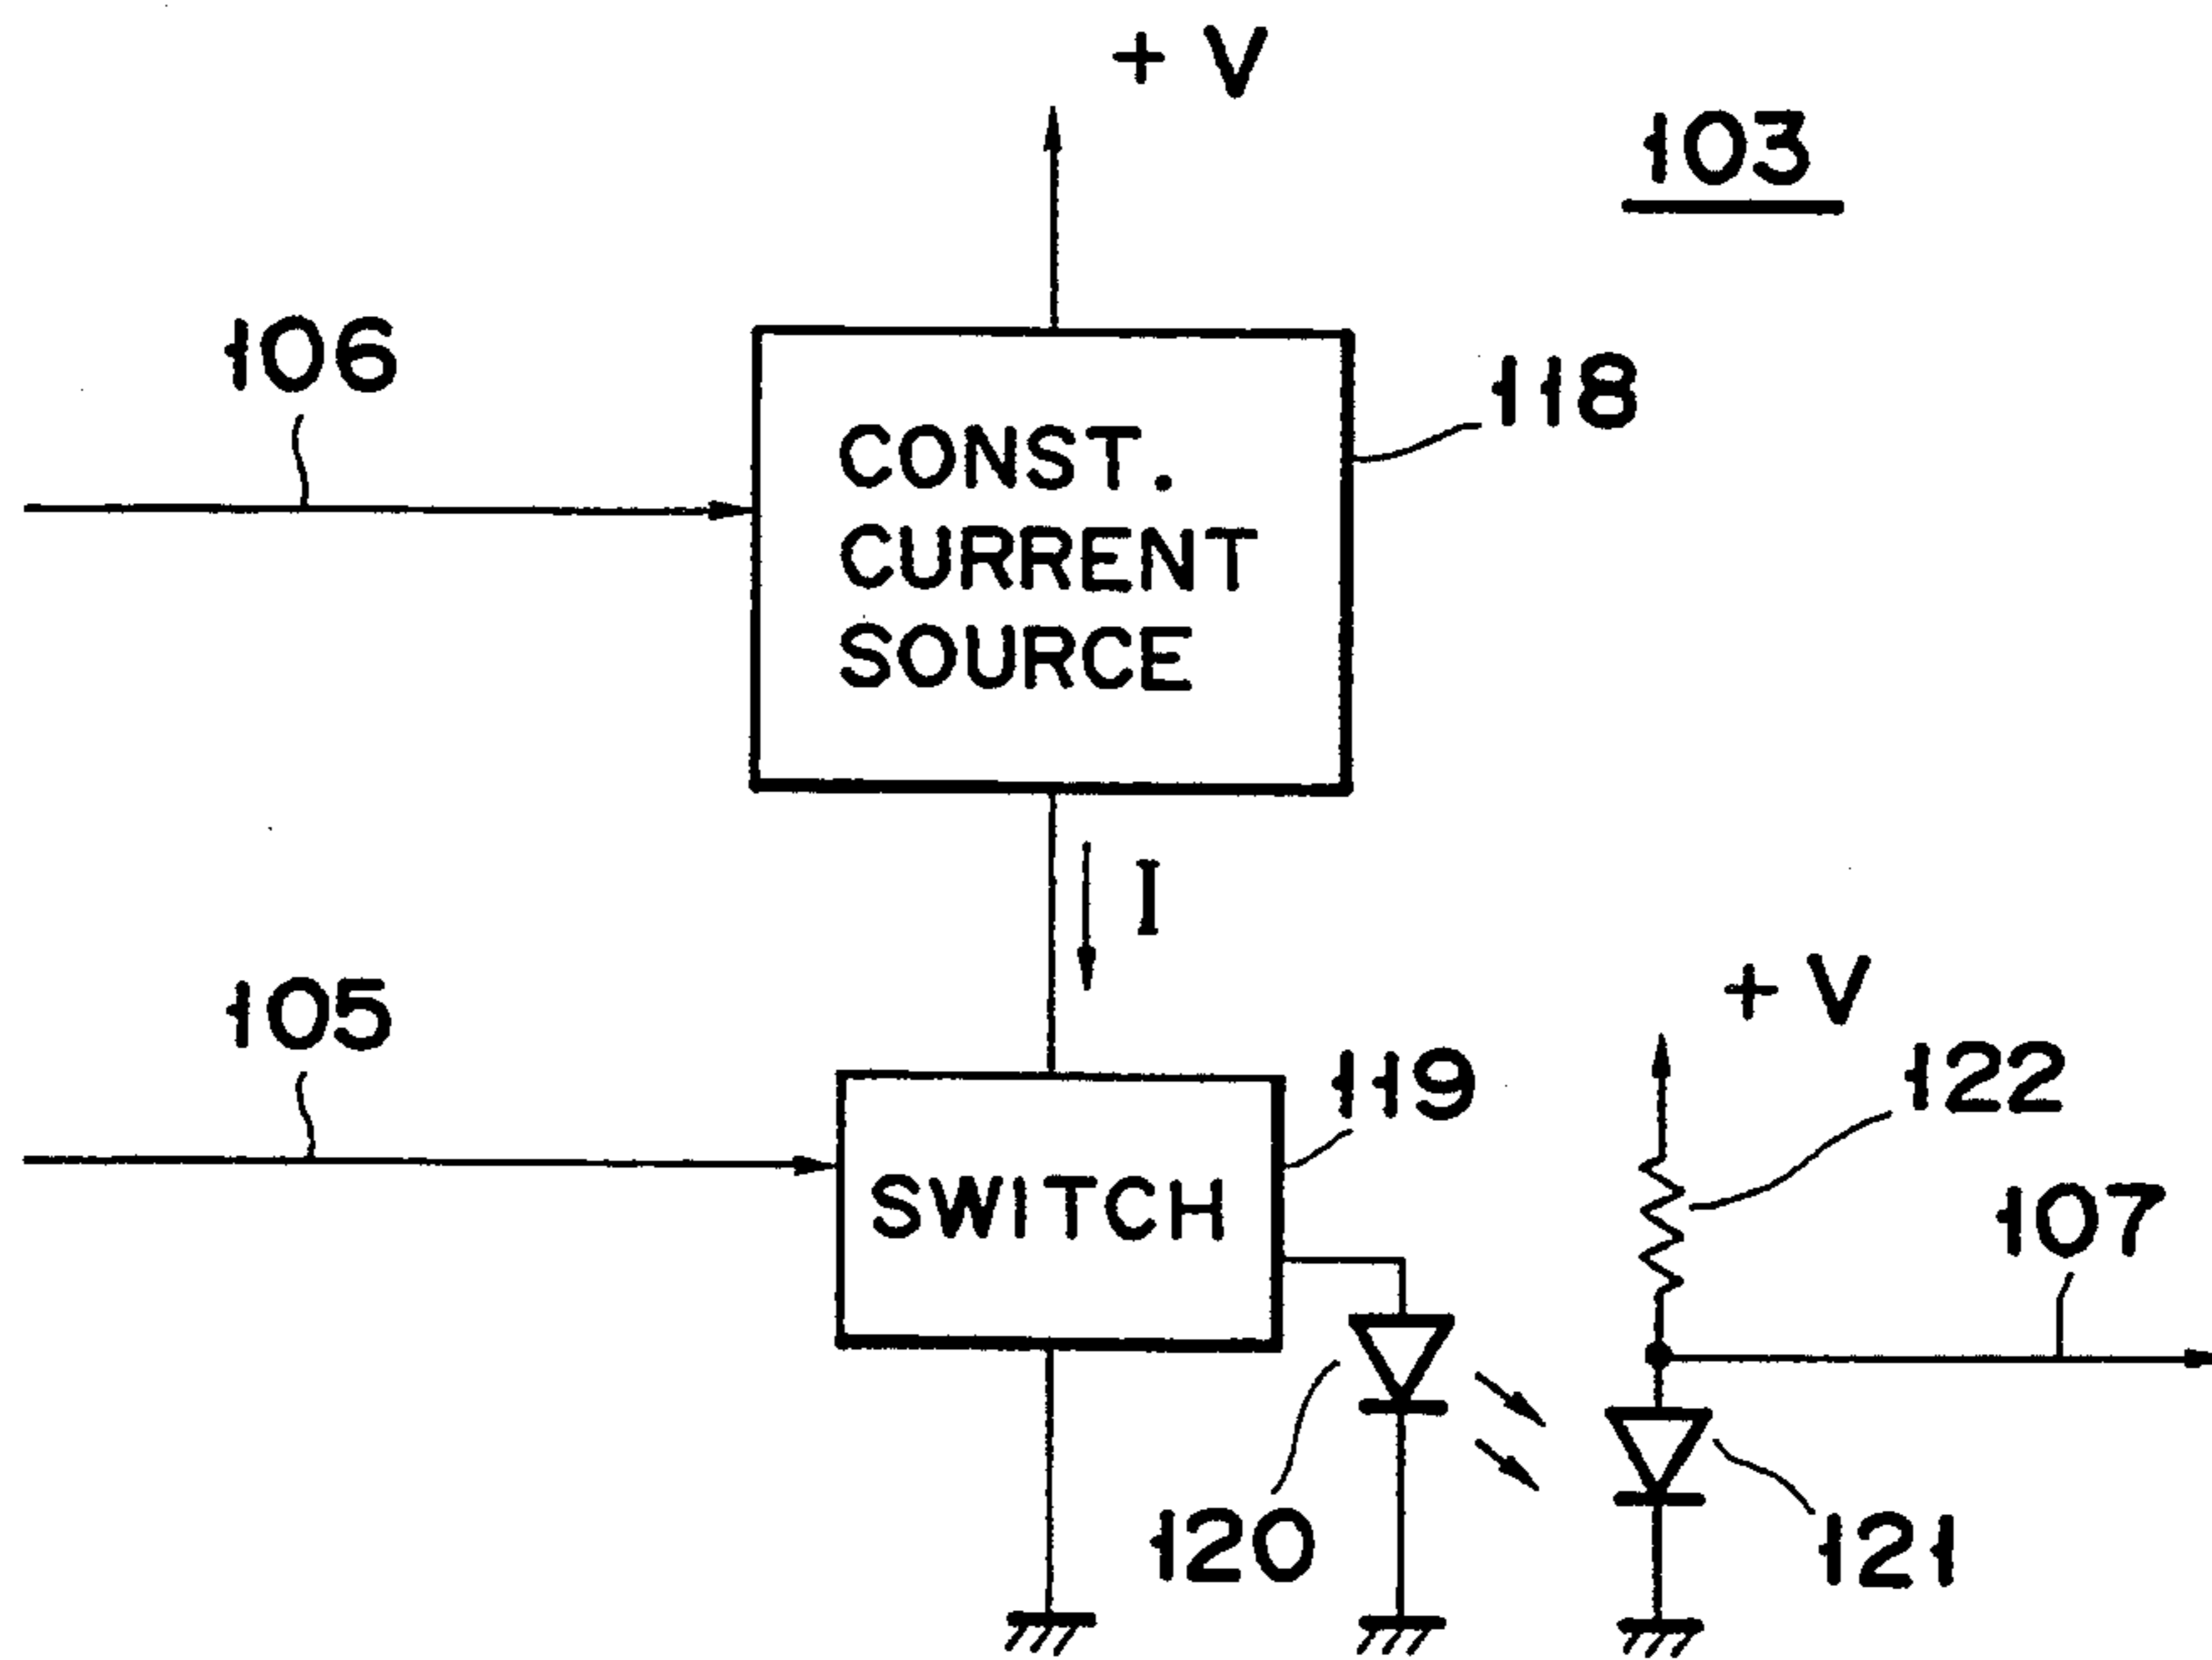 + V
103
106
118
CONST.
CURRENT
SOURCE
I
105
+ V
119
122
SWITCH
107
120
121